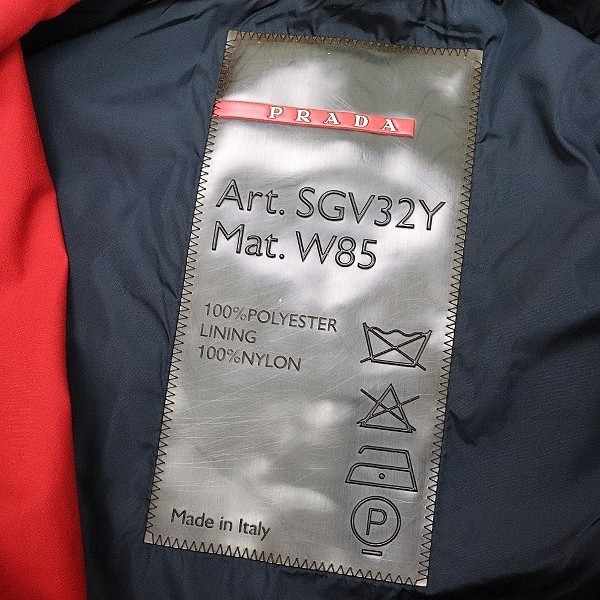 PRADA
Art. SGV32Y
Mat. W85
100%POLYESTER
LINING
100%NYLON
P
Made in Italy